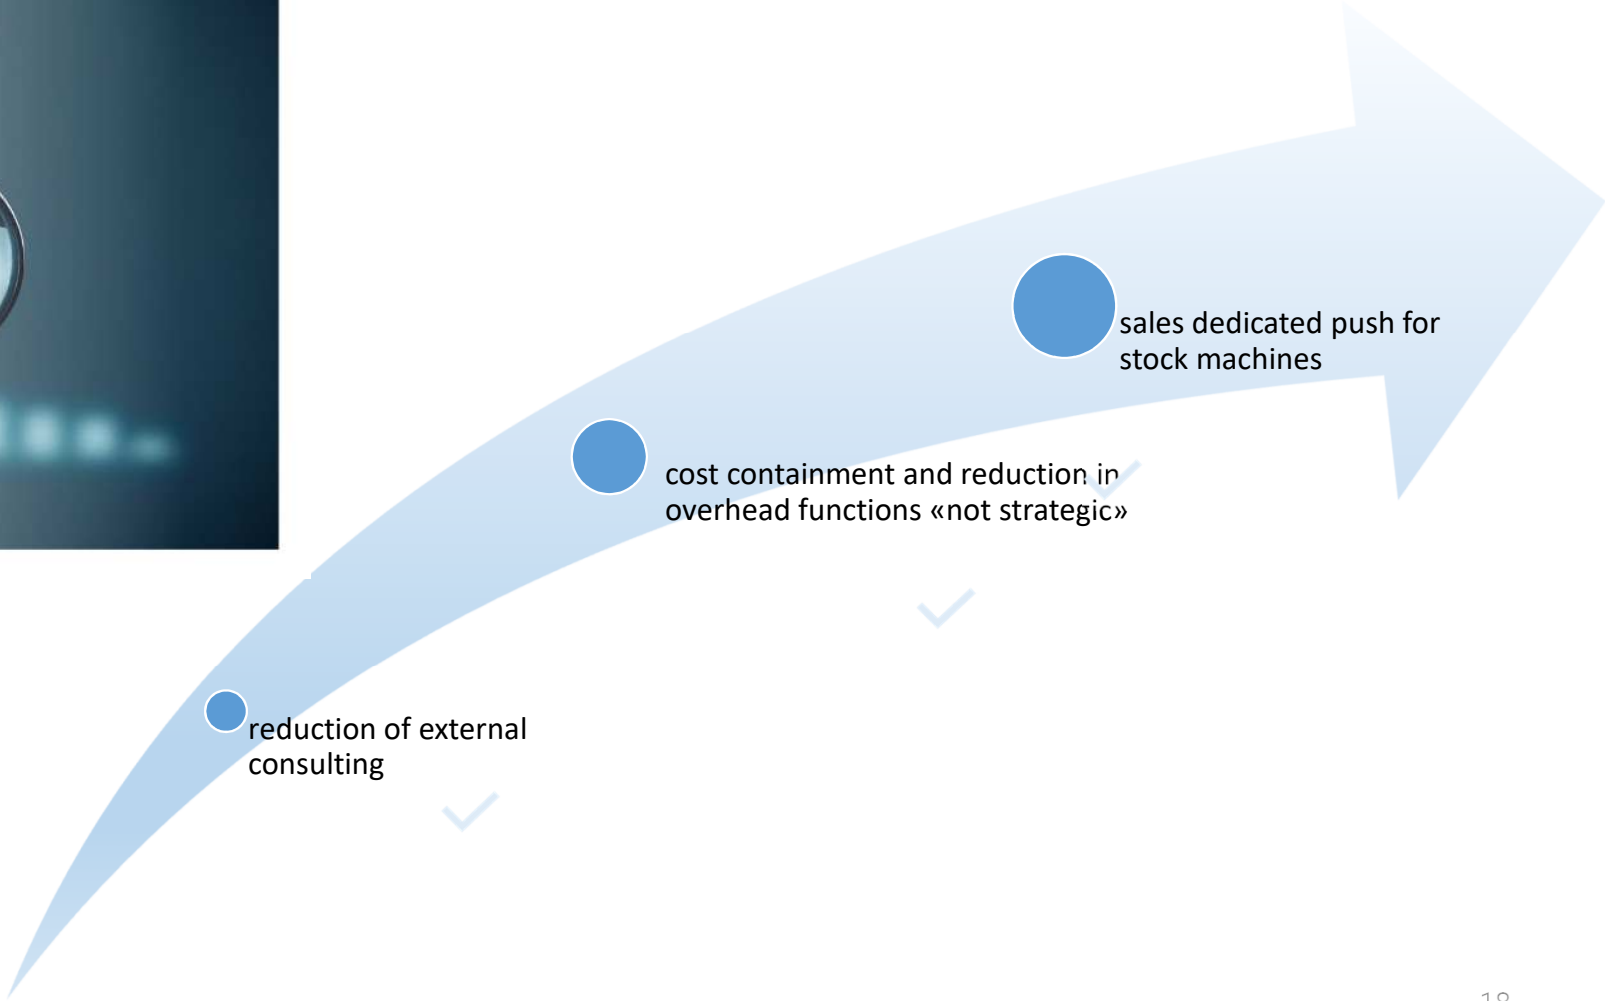 sales dedicated push for
stock machines
cost containment and reduction in
overhead functions «not strategic»
reduction of external
consulting